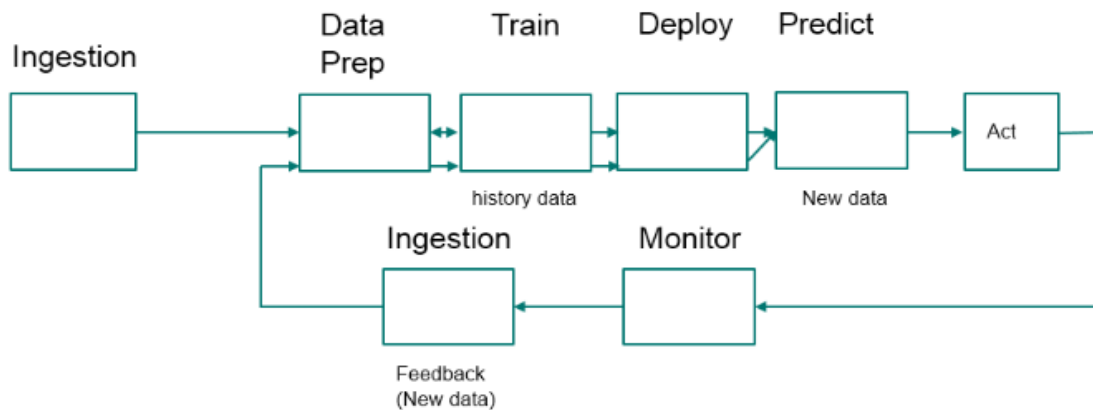 Ingestion
Data
Prep
Train
Deploy
Predict
Act
history data
New data
Ingestion
Monitor
Feedback
(New data)